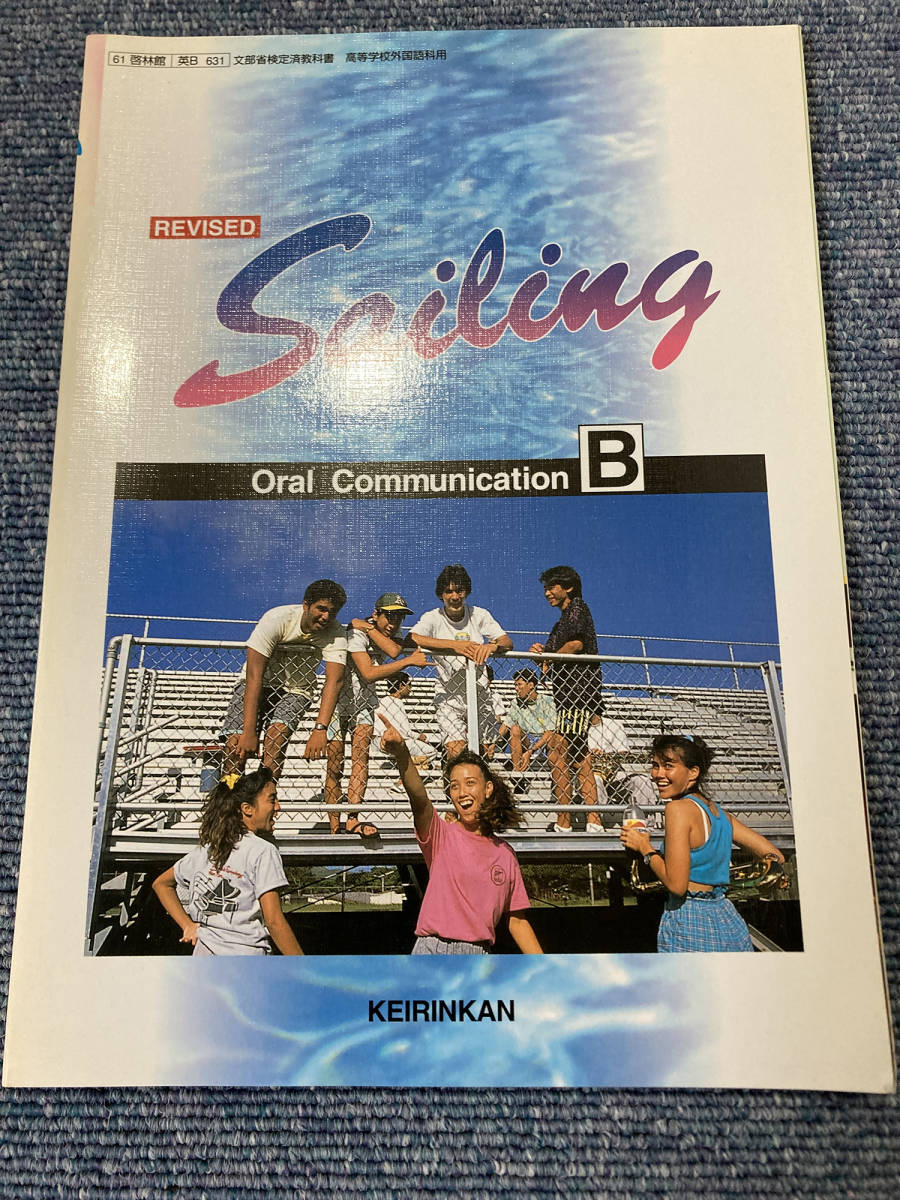 61 啓林館 英B 631 文部省検定済教科書 高等学校外国語科用
REVISED
Sailing
Oral Communication B
KEIRINKAN